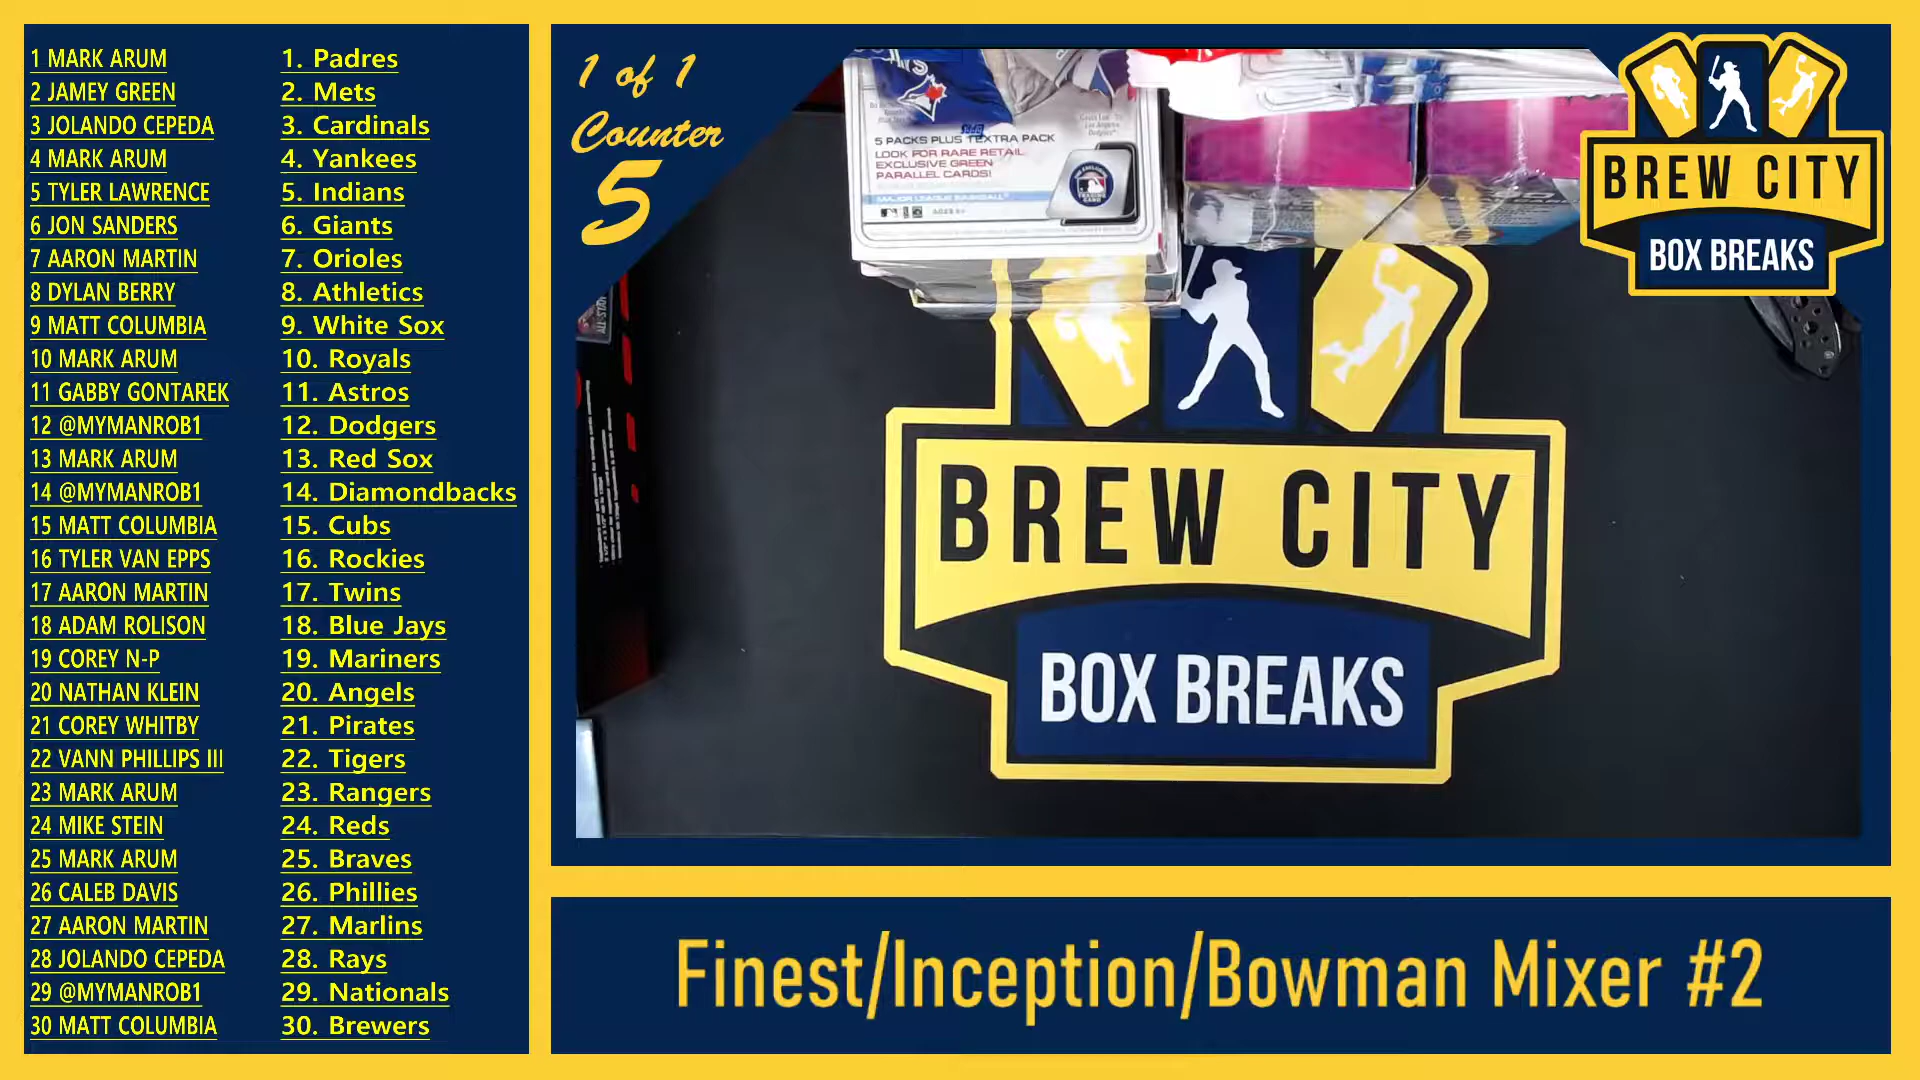 1 MARK ARUM 1. Padres
2 JAMEY GREEN 2. Mets
3 JOLANDO CEPEDA 3. Cardinals
4 MARK ARUM 4. Yankees
5 TYLER LAWRENCE 5. Indians
6 JON SANDERS 6. Giants
7 AARON MARTIN 7. Orioles
8 DYLAN BERRY 8. Athletics
9 MATT COLUMBIA 9. White Sox
10 MARK ARUM 10. Royals
11 GABBY GONTAREK 11. Astros
12 @MYMANROB1 12. Dodgers
13 MARK ARUM 13. Red Sox
14 @MYMANROB1 14. Diamondbacks
15 MATT COLUMBIA 15. Cubs
16 TYLER VAN EPPS 16. Rockies
17 AARON MARTIN 17. Twins
18 ADAM ROLISON 18. Blue Jays
19 COREY N-P 19. Mariners
20 NATHAN KLEIN 20. Angels
21 COREY WHITBY 21. Pirates
22 VANN PHILLIPS III 22. Tigers
23 MARK ARUM 23. Rangers
24 MIKE STEIN 24. Reds
25 MARK ARUM 25. Braves
26 CALEB DAVIS 26. Phillies
27 AARON MARTIN 27. Marlins
28 JOLANDO CEPEDA 28. Rays
29 @MYMANROB1 29. Nationals
30 MATT COLUMBIA 30. Brewers
1 of 1
Counter
5
5 PACKS PLUS 1 EXTRA PACK
LOOK FOR RARE RETAIL
EXCLUSIVE GREEN
PARALLEL CARDS!
MAJOR LEAGUE BASEBALL
BREW CITY
BOX BREAKS
BREW CITY
BOX BREAKS
Finest/Inception/Bowman Mixer #2